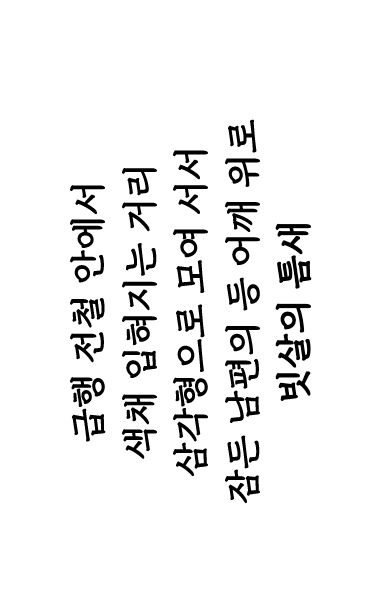 급행 전철 안에서
색채 입혀지는 거리
삼각형으로 모여 서서
잠든 남편의 등 어깨 위로
빗살의 틈새